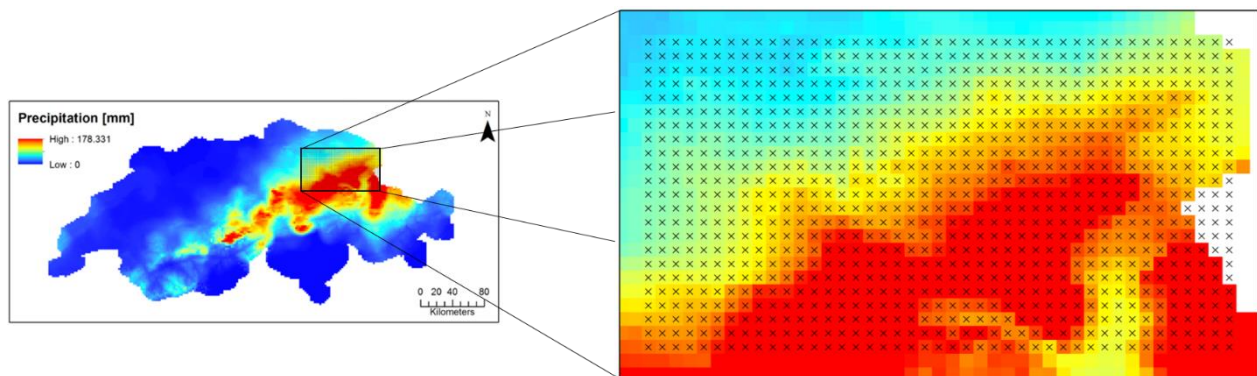 Precipitation [mm]
High : 178.331
Low : 0
N
0 20 40 80
Kilometers